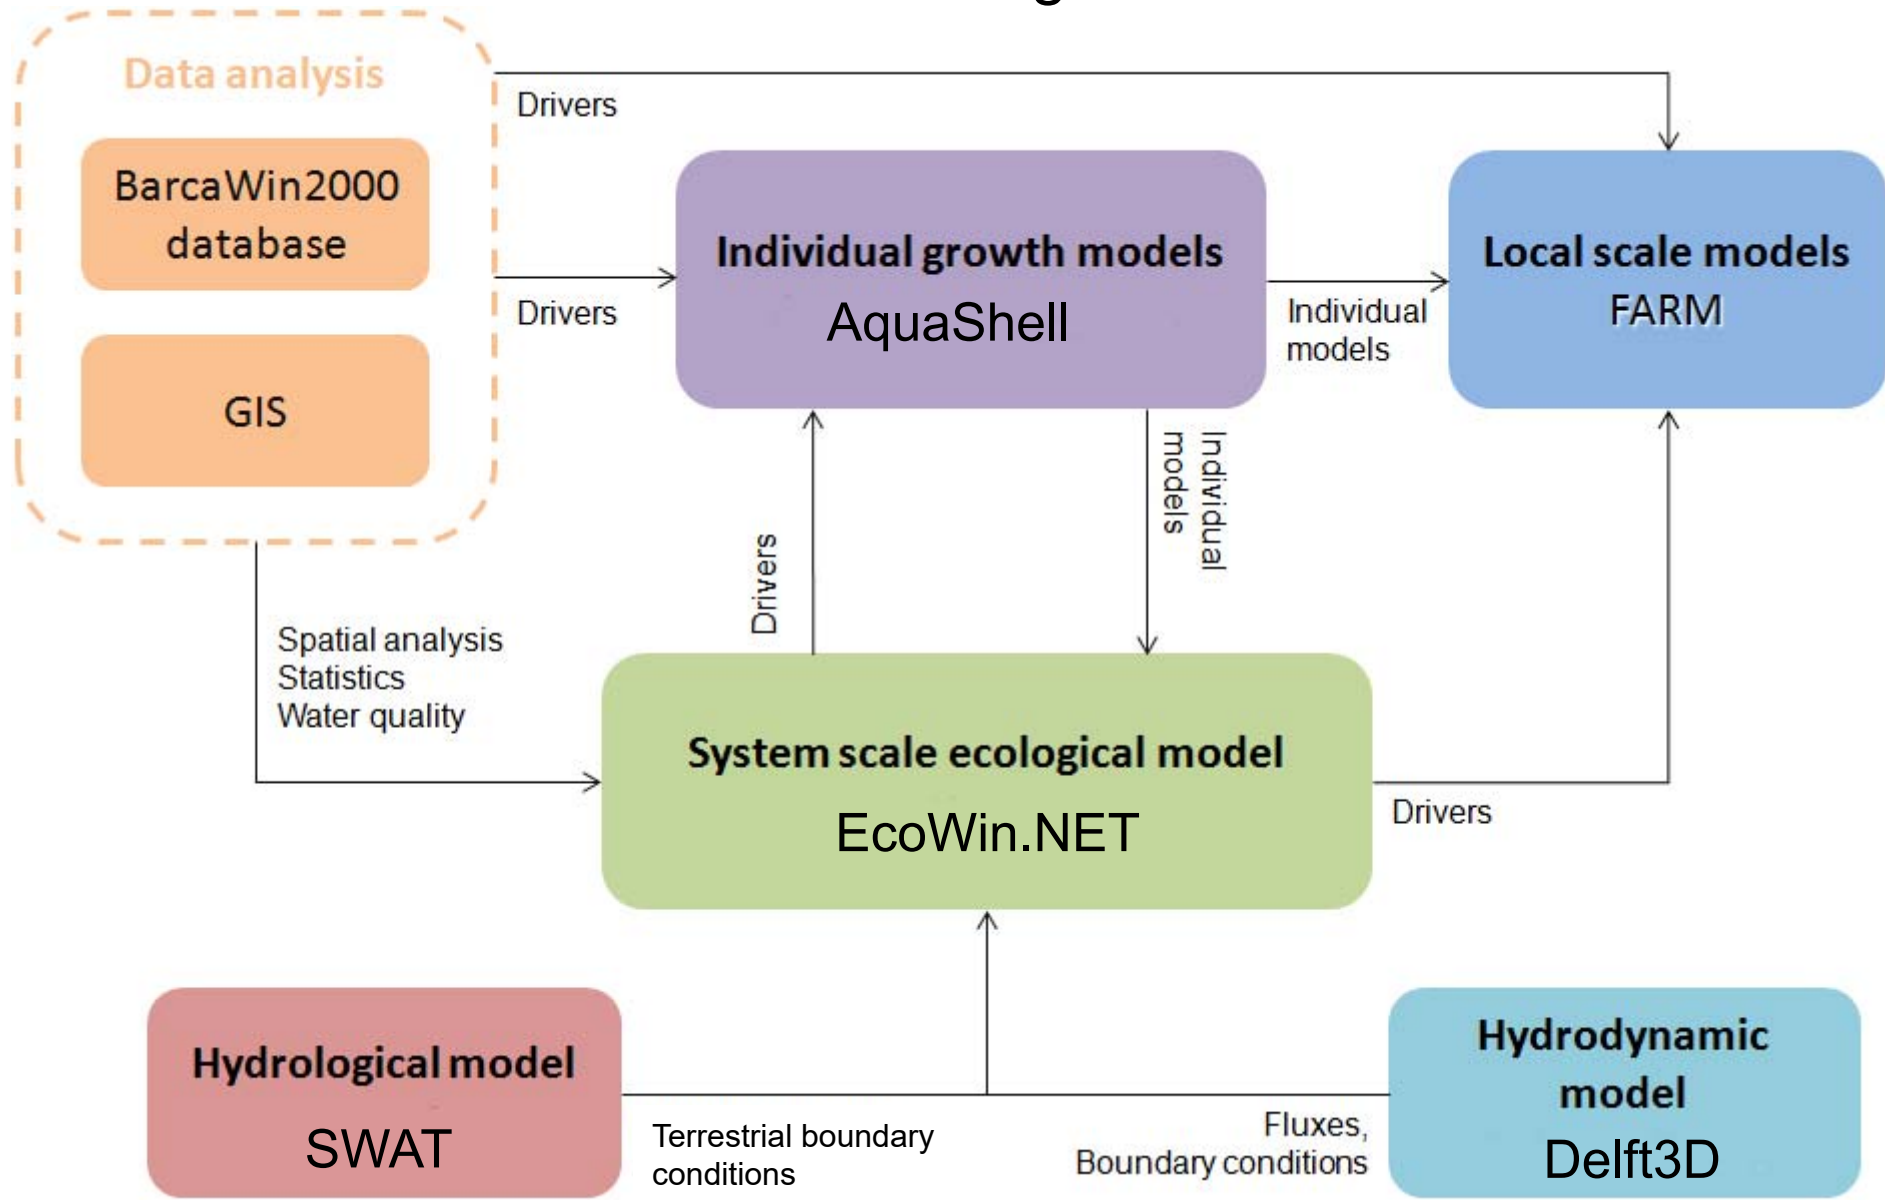 g
Data analysis
Drivers
BarcaWin2000
database
GIS
Drivers
Individual growth models
AquaShell
Individual
models
Local scale models
FARM
Drivers
Individual
models
Spatial analysis
Statistics
Water quality
System scale ecological model
EcoWin.NET
Drivers
Hydrological model
SWAT
Terrestrial boundary
conditions
Fluxes,
Boundary conditions
Hydrodynamic
model
Delft3D